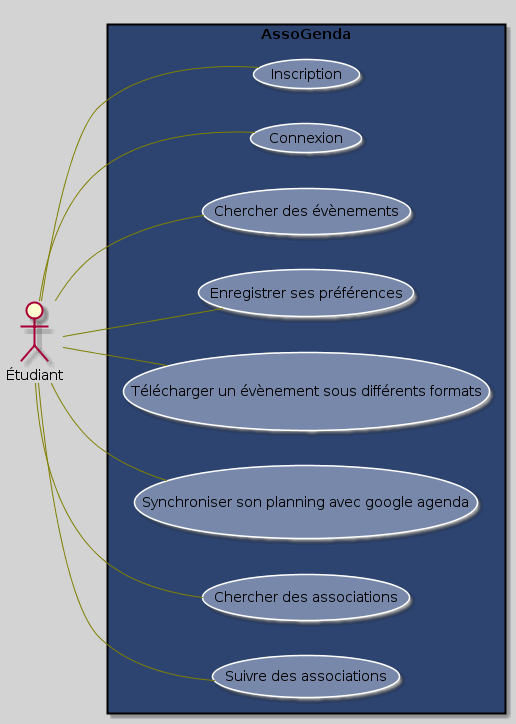 AssoGenda
Inscription
Connexion
Chercher des évènements
Enregistrer ses préférences
Étudiant
Télécharger un évènement sous différents formats
Synchroniser son planning avec google agenda
Chercher des associations
Suivre des associations